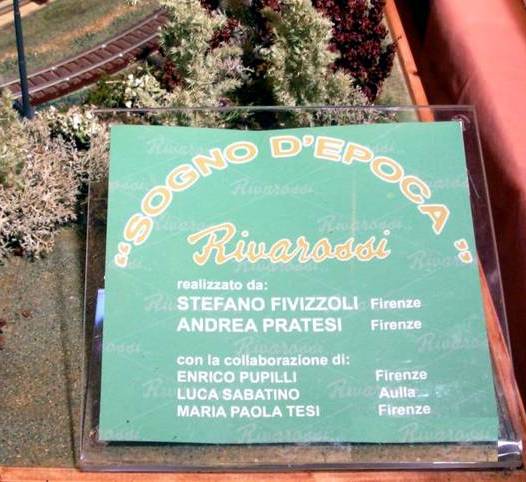 "SOGNO D'EPOCA"
Rivarossi
realizzato da:
STEFANO FIVIZZOLI Firenze
ANDREA PRATESI Firenze
con la collaborazione di:
ENRICO PUPILLI Firenze
LUCA SABATINO Aulla
MARIA PAOLA TESI Firenze